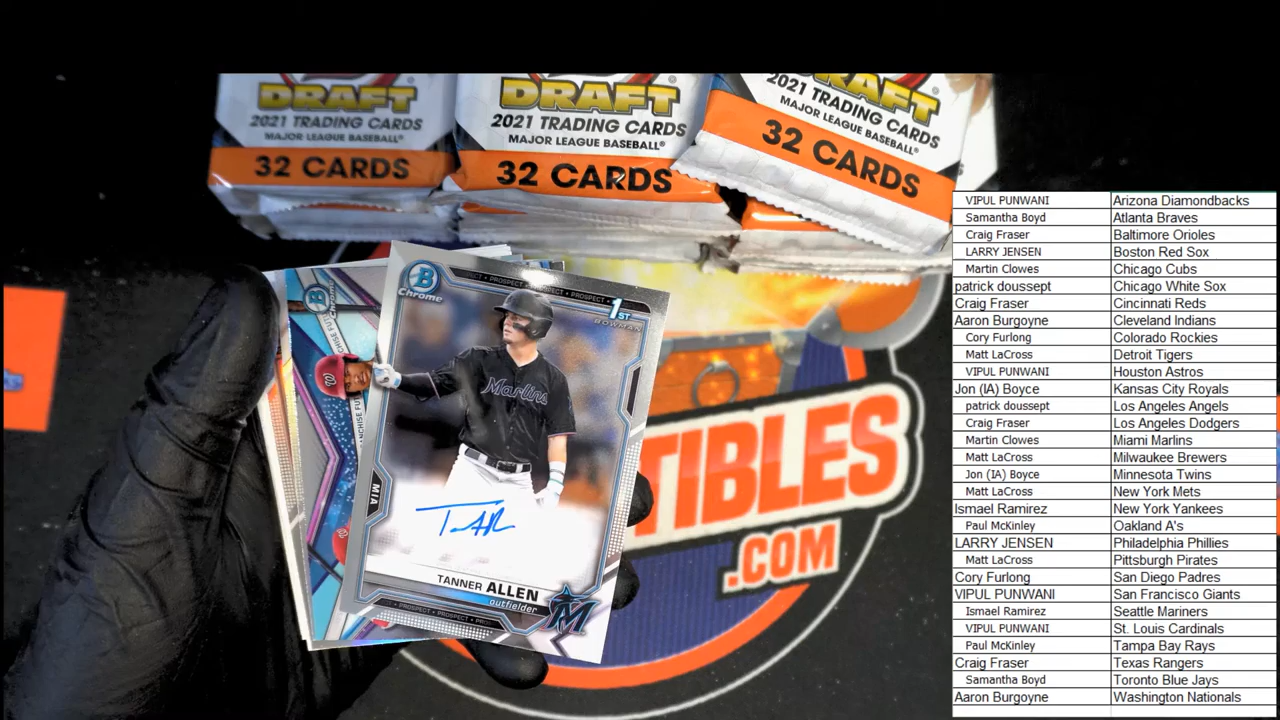 DRAFT
2021 TRADING CARDS
MAJOR LEAGUE BASEBALL®
32 CARDS
DRAFT
2021 TRADING CARDS
MAJOR LEAGUE BASEBALL®
32 CARDS
DRAFT
2021 TRADING CARDS
MAJOR LEAGUE BASEBALL®
32 CARDS
B
Chrome
PROSPECT • PROSPECT • PROSPECT
1ST
BOWMAN
Marlins
MIA
TANNER ALLEN
outfielder
M
PROSPECT • PROSPECT
TIBLES
.COM
VIPUL PUNWANI Arizona Diamondbacks
Samantha Boyd Atlanta Braves
Craig Fraser Baltimore Orioles
LARRY JENSEN Boston Red Sox
Martin Clowes Chicago Cubs
patrick doussept Chicago White Sox
Craig Fraser Cincinnati Reds
Aaron Burgoyne Cleveland Indians
Cory Furlong Colorado Rockies
Matt LaCross Detroit Tigers
VIPUL PUNWANI Houston Astros
Jon (IA) Boyce Kansas City Royals
patrick doussept Los Angeles Angels
Craig Fraser Los Angeles Dodgers
Martin Clowes Miami Marlins
Matt LaCross Milwaukee Brewers
Jon (IA) Boyce Minnesota Twins
Matt LaCross New York Mets
Ismael Ramirez New York Yankees
Paul McKinley Oakland A's
LARRY JENSEN Philadelphia Phillies
Matt LaCross Pittsburgh Pirates
Cory Furlong San Diego Padres
VIPUL PUNWANI San Francisco Giants
Ismael Ramirez Seattle Mariners
VIPUL PUNWANI St. Louis Cardinals
Paul McKinley Tampa Bay Rays
Craig Fraser Texas Rangers
Samantha Boyd Toronto Blue Jays
Aaron Burgoyne Washington Nationals